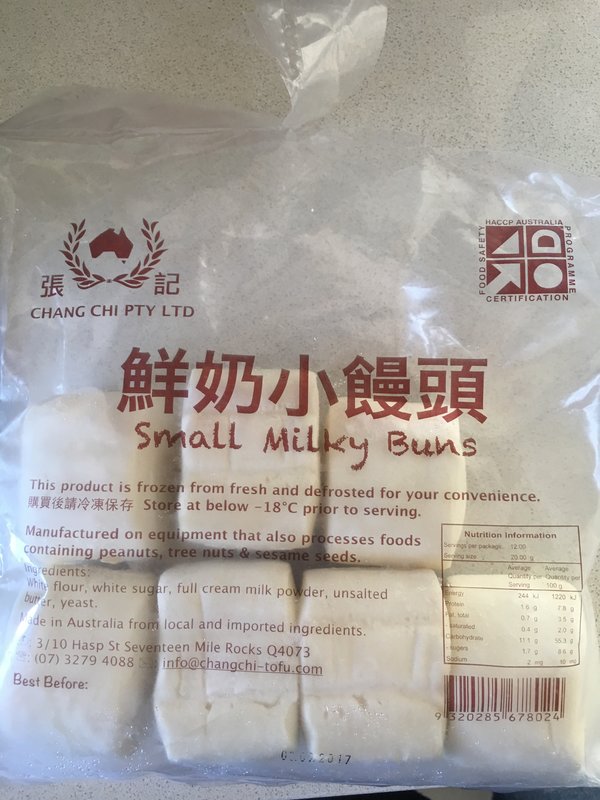 張 記
CHANG CHI PTY LTD
HACCP AUSTRALIA
FOOD SAFETY
PROGRAMME
CERTIFICATION
鮮奶小饅頭
Small Milky Buns
This product is frozen from fresh and defrosted for your convenience.
購買後請冷凍保存 Store at below -18°C prior to serving.
Manufactured on equipment that also processes foods
containing peanuts, tree nuts & sesame seeds.
Ingredients:
White flour, white sugar, full cream milk powder, unsalted
butter, yeast.
Made in Australia from local and imported ingredients.
: 3/10 Hasp St Seventeen Mile Rocks Q4073
: (07) 3279 4088 : info@changchi-tofu.com
Best Before:
2017
Nutrition Information
Servings per package: 12.00
Serving size: 20.00 g
Average Average
Quantity per Quantity per
Serving 100 g
Energy 244 kJ 1220 kJ
Protein 1.6 g 7.8 g
Fat, total 0.7 g 3.5 g
-saturated 0.4 g 2.0 g
Carbohydrate 11.1 g 55.3 g
-sugars 1.7 g 8.6 g
Sodium 2 mg 10 mg
9 320285 678024